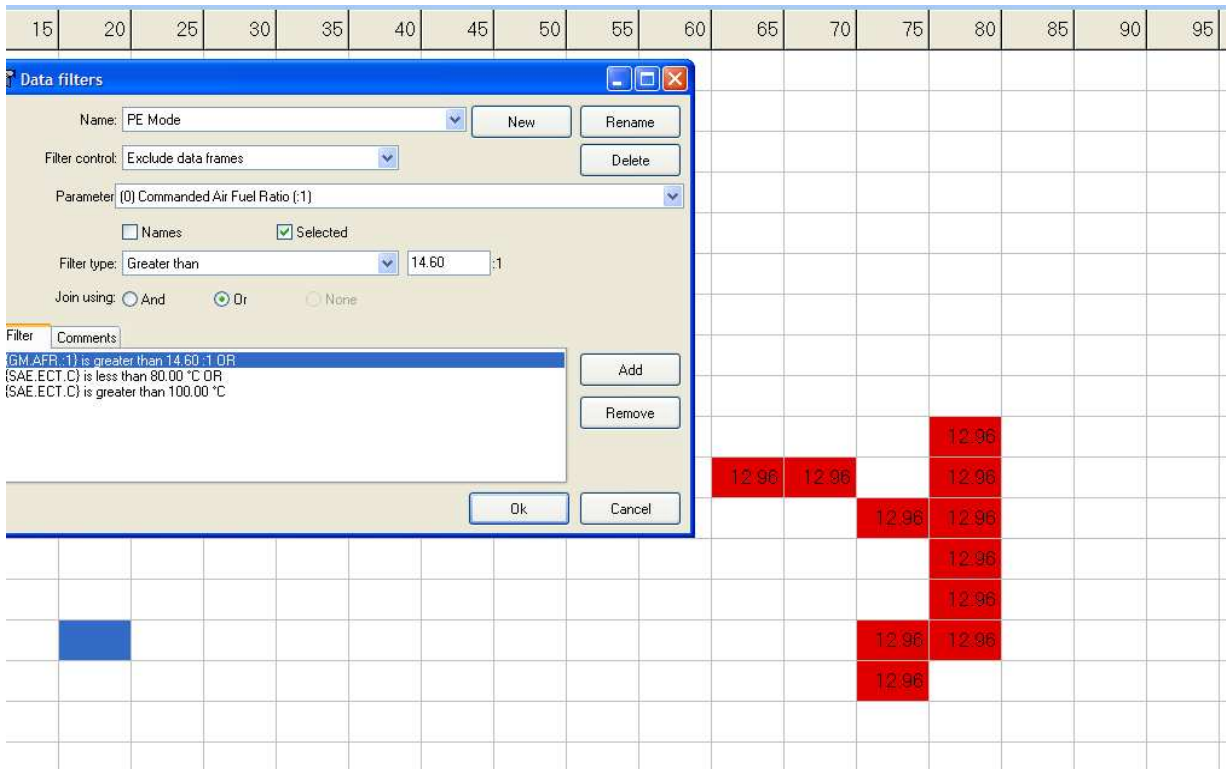 15 20 25 30 35 40 45 50 55 60 65 70 75 80 85 90 95
Data filters
Name: PE Mode New Rename
Filter control: Exclude data frames Delete
Parameter (0) Commanded Air Fuel Ratio (:1)
Names Selected
Filter type: Greater than 14.60 :1
Join using: And Or None
Filter Comments
{GM.AFR.:1} is greater than 14.60 :1 OR
{SAE.ECT.C} is less than 80.00 °C OR
{SAE.ECT.C} is greater than 100.00 °C
Add
Remove
Ok Cancel
12.96
12.96 12.96 12.96
12.96 12.96
12.96
12.96
12.96 12.96
12.96